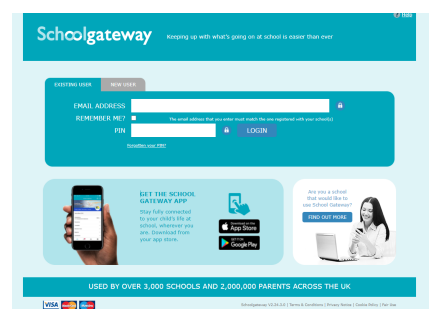 Help
Schoolgateway
Keeping up with what's going on at school is easier than ever
EXISTING USER
NEW USER
EMAIL ADDRESS
REMEMBER ME?
The email address that you enter must match the one registered with your school(s)
PIN
LOGIN
Forgotten your PIN?
GET THE SCHOOL
GATEWAY APP
Stay fully connected
to your child's life at
school, wherever you
are. Download from
your app store.
Download on the
App Store
GET IT ON
Google Play
Are you a school
that would like to
use School Gateway?
FIND OUT MORE
USED BY OVER 3,000 SCHOOLS AND 2,000,000 PARENTS ACROSS THE UK
VISA
| Terms & Conditions | Privacy Notice | Cookie Policy | Fair Use